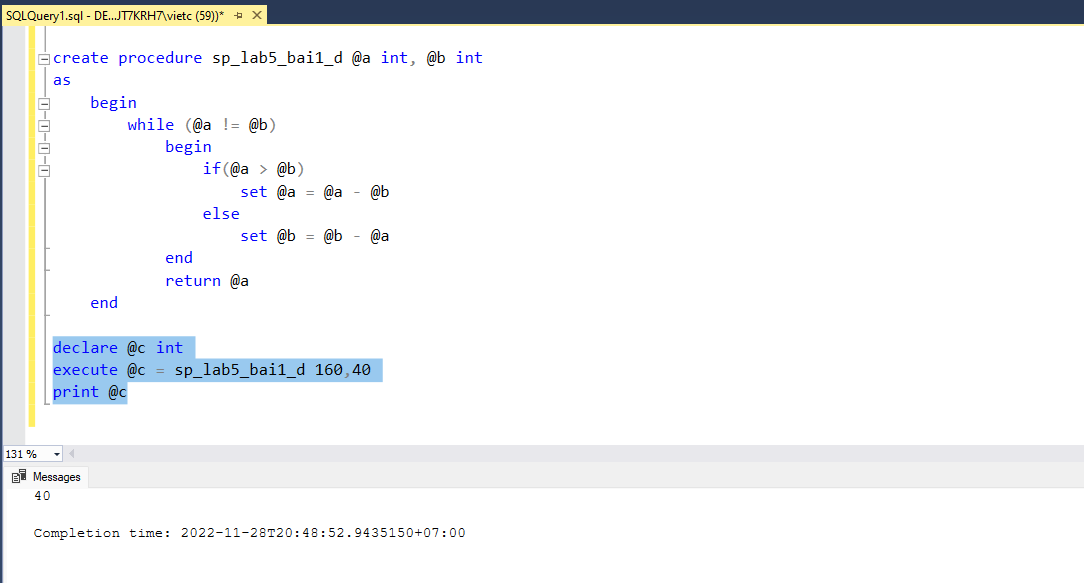 SQLQuery1.sql - DE...JT7KRH7\vietc (59))*
create procedure sp_lab5_bai1_d @a int, @b int
as
begin
while (@a != @b)
begin
if(@a > @b)
set @a = @a - @b
else
set @b = @b - @a
end
return @a
end
declare @c int
execute @c = sp_lab5_bai1_d 160,40
print @c
131 %
Messages
40
Completion time: 2022-11-28T20:48:52.9435150+07:00